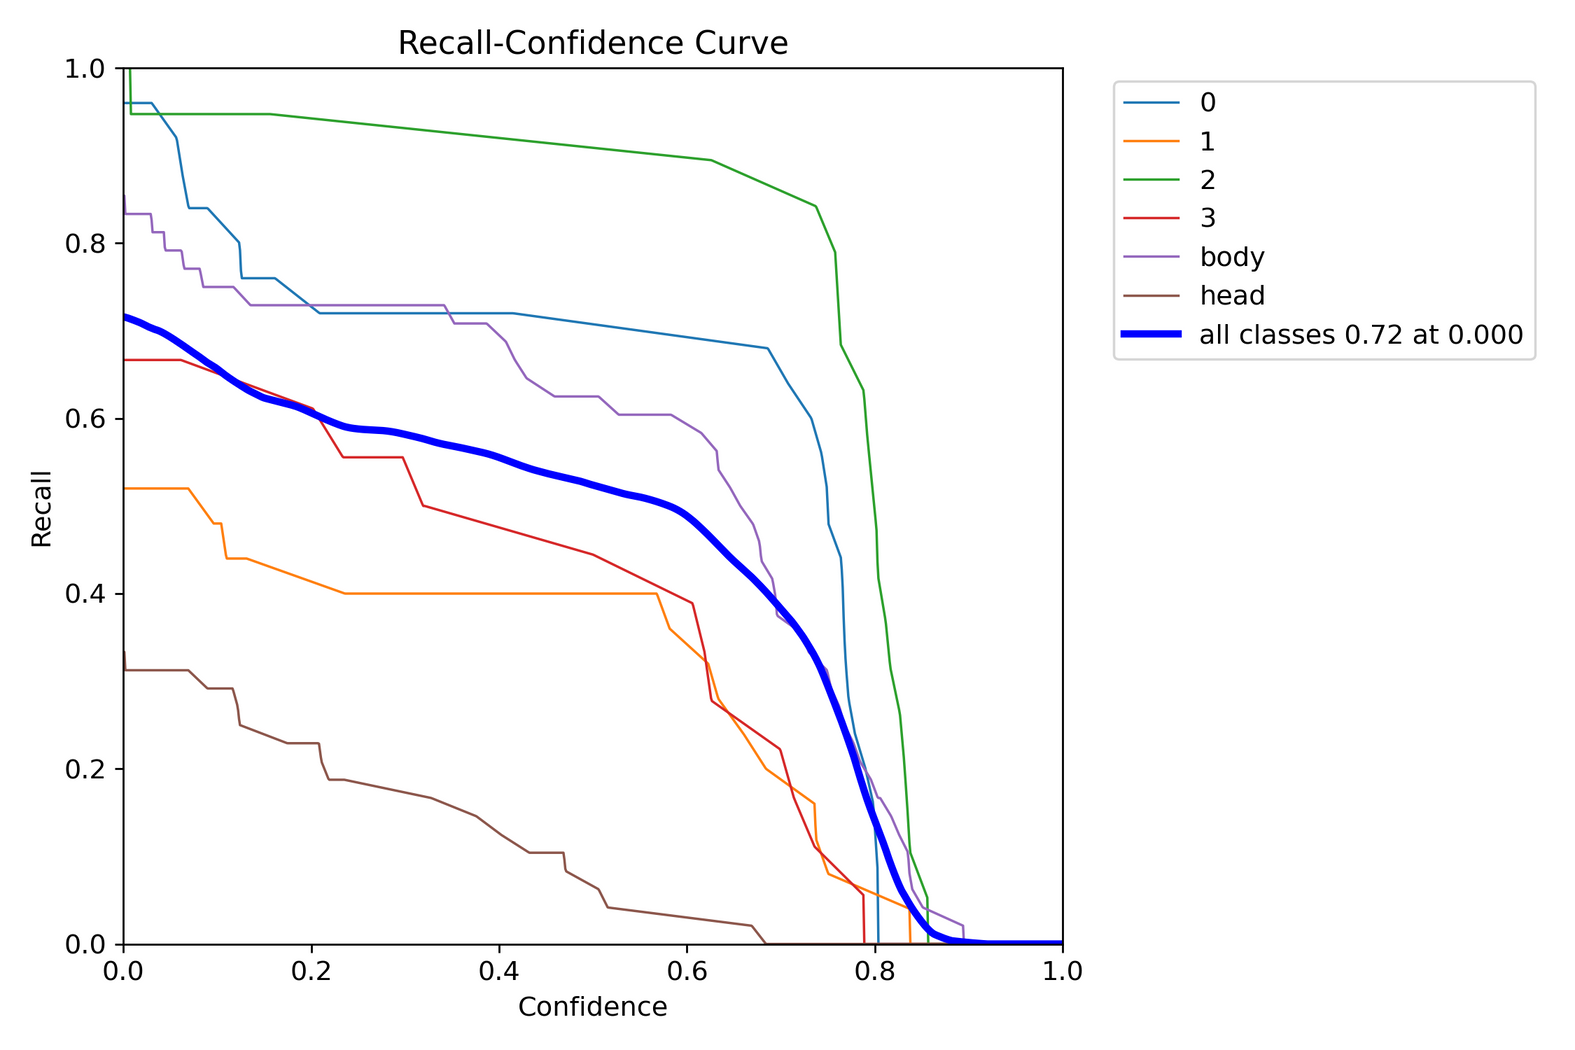 Recall-Confidence Curve
1.0
0.8
0.6
0.4
0.2
0.0
Recall
0.0 0.2 0.4 0.6 0.8 1.0
Confidence
0
1
2
3
body
head
all classes 0.72 at 0.000